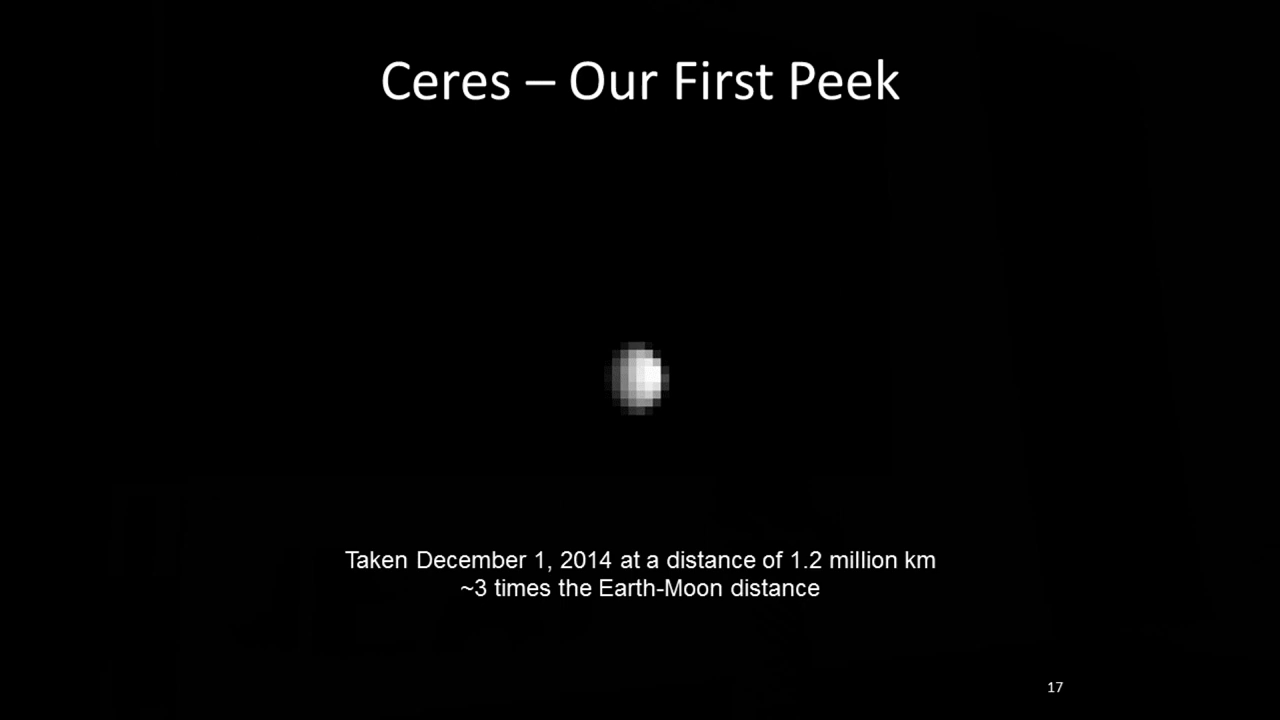 Ceres – Our First Peek
Taken December 1, 2014 at a distance of 1.2 million km
~3 times the Earth-Moon distance
17